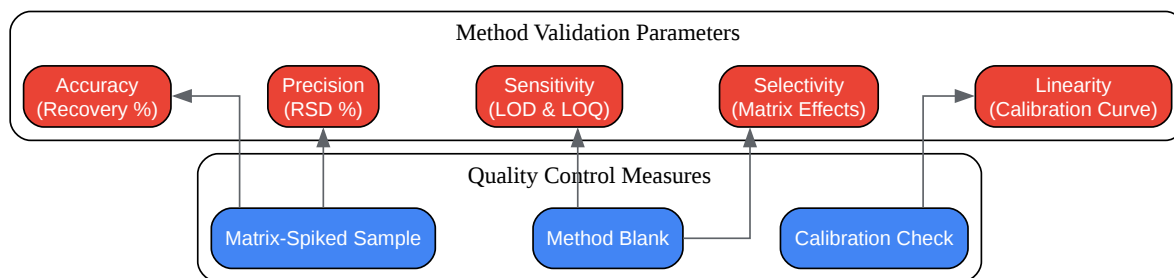 Method Validation Parameters
Accuracy
(Recovery %)
Precision
(RSD %)
Sensitivity
(LOD & LOQ)
Selectivity
(Matrix Effects)
Linearity
(Calibration Curve)
Quality Control Measures
Matrix-Spiked Sample
Method Blank
Calibration Check